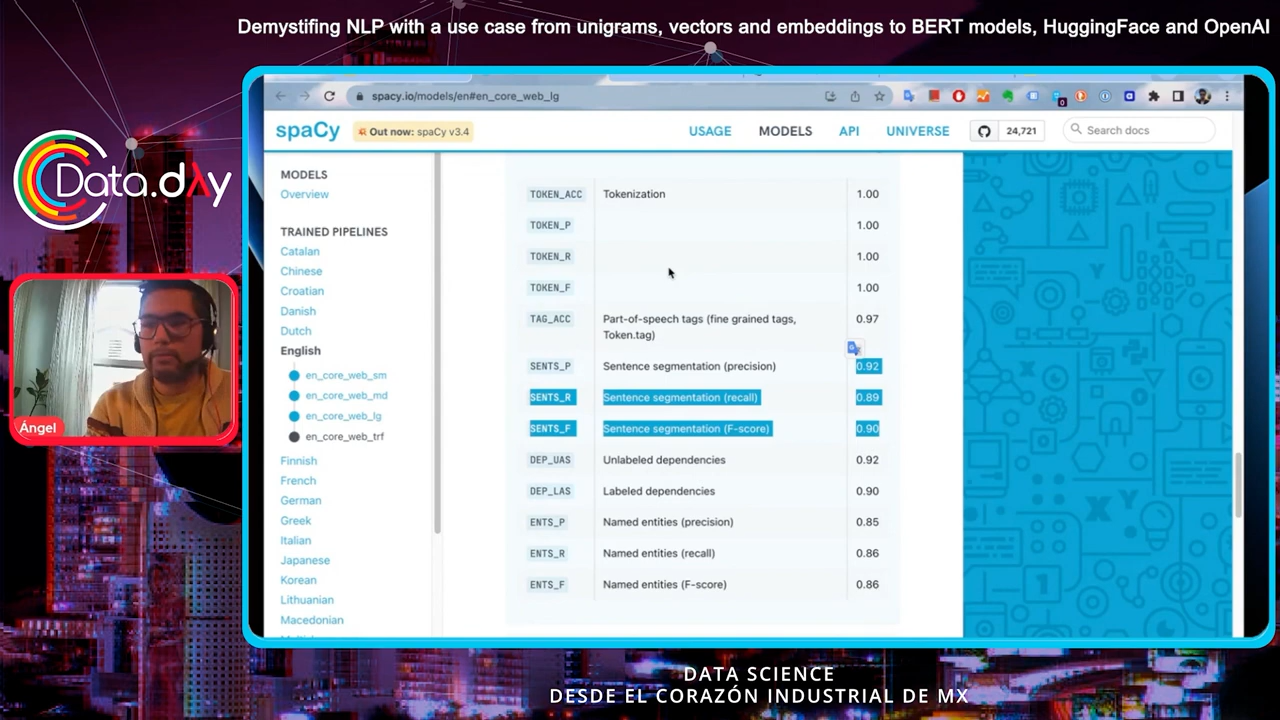 Demystifing NLP with a use case from unigrams, vectors and embeddings to BERT models, HuggingFace and OpenAI
Data.day
Ángel
spacy.io/models/en#en_core_web_lg
0
spaCy
Out now: spaCy v3.4
USAGE
MODELS
API
UNIVERSE
24,721
Search docs
MODELS
Overview
TRAINED PIPELINES
Catalan
Chinese
Croatian
Danish
Dutch
English
en_core_web_sm
en_core_web_md
en_core_web_lg
en_core_web_trf
Finnish
French
German
Greek
Italian
Japanese
Korean
Lithuanian
Macedonian
TOKEN_ACC Tokenization 1.00
TOKEN_P 1.00
TOKEN_R 1.00
TOKEN_F 1.00
TAG_ACC Part-of-speech tags (fine grained tags, 0.97
Token.tag)
SENTS_P Sentence segmentation (precision) 0.92
SENTS_R Sentence segmentation (recall) 0.89
SENTS_F Sentence segmentation (F-score) 0.90
DEP_UAS Unlabeled dependencies 0.92
DEP_LAS Labeled dependencies 0.90
ENTS_P Named entities (precision) 0.85
ENTS_R Named entities (recall) 0.86
ENTS_F Named entities (F-score) 0.86
DATA SCIENCE
DESDE EL CORAZÓN INDUSTRIAL DE MX